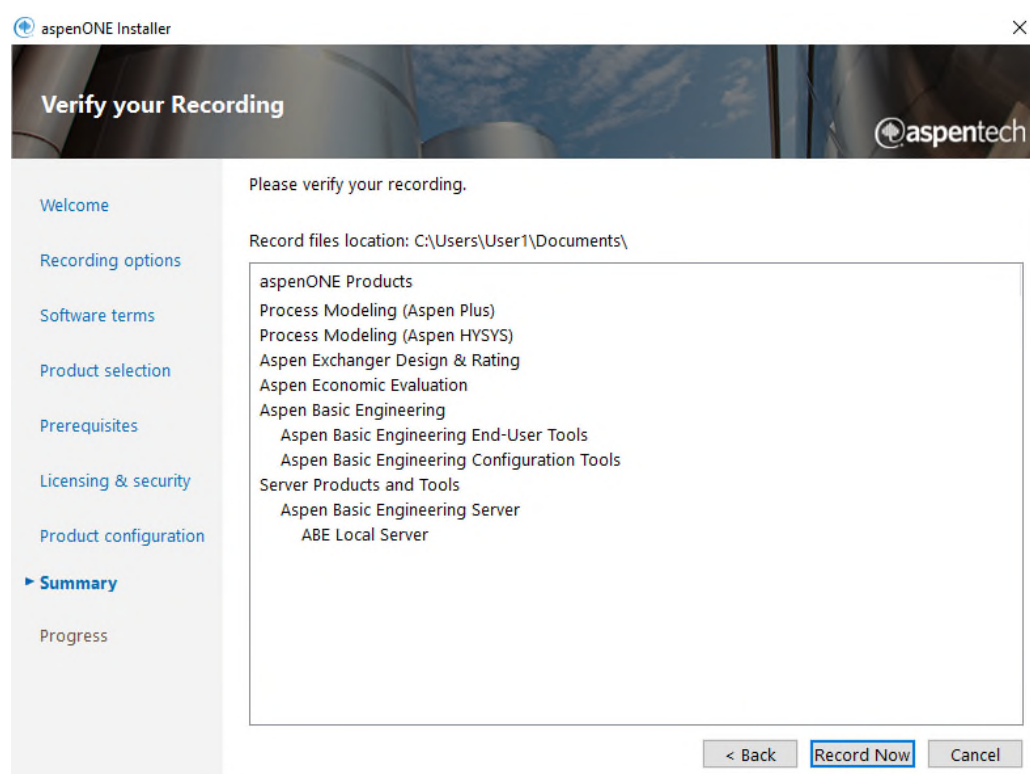 aspenONE Installer
Verify your Recording
aspentech
Welcome
Recording options
Software terms
Product selection
Prerequisites
Licensing & security
Product configuration
Summary
Progress
Please verify your recording.
Record files location: C:\Users\User1\Documents\
aspenONE Products
Process Modeling (Aspen Plus)
Process Modeling (Aspen HYSYS)
Aspen Exchanger Design & Rating
Aspen Economic Evaluation
Aspen Basic Engineering
Aspen Basic Engineering End-User Tools
Aspen Basic Engineering Configuration Tools
Server Products and Tools
Aspen Basic Engineering Server
ABE Local Server
< Back
Record Now
Cancel